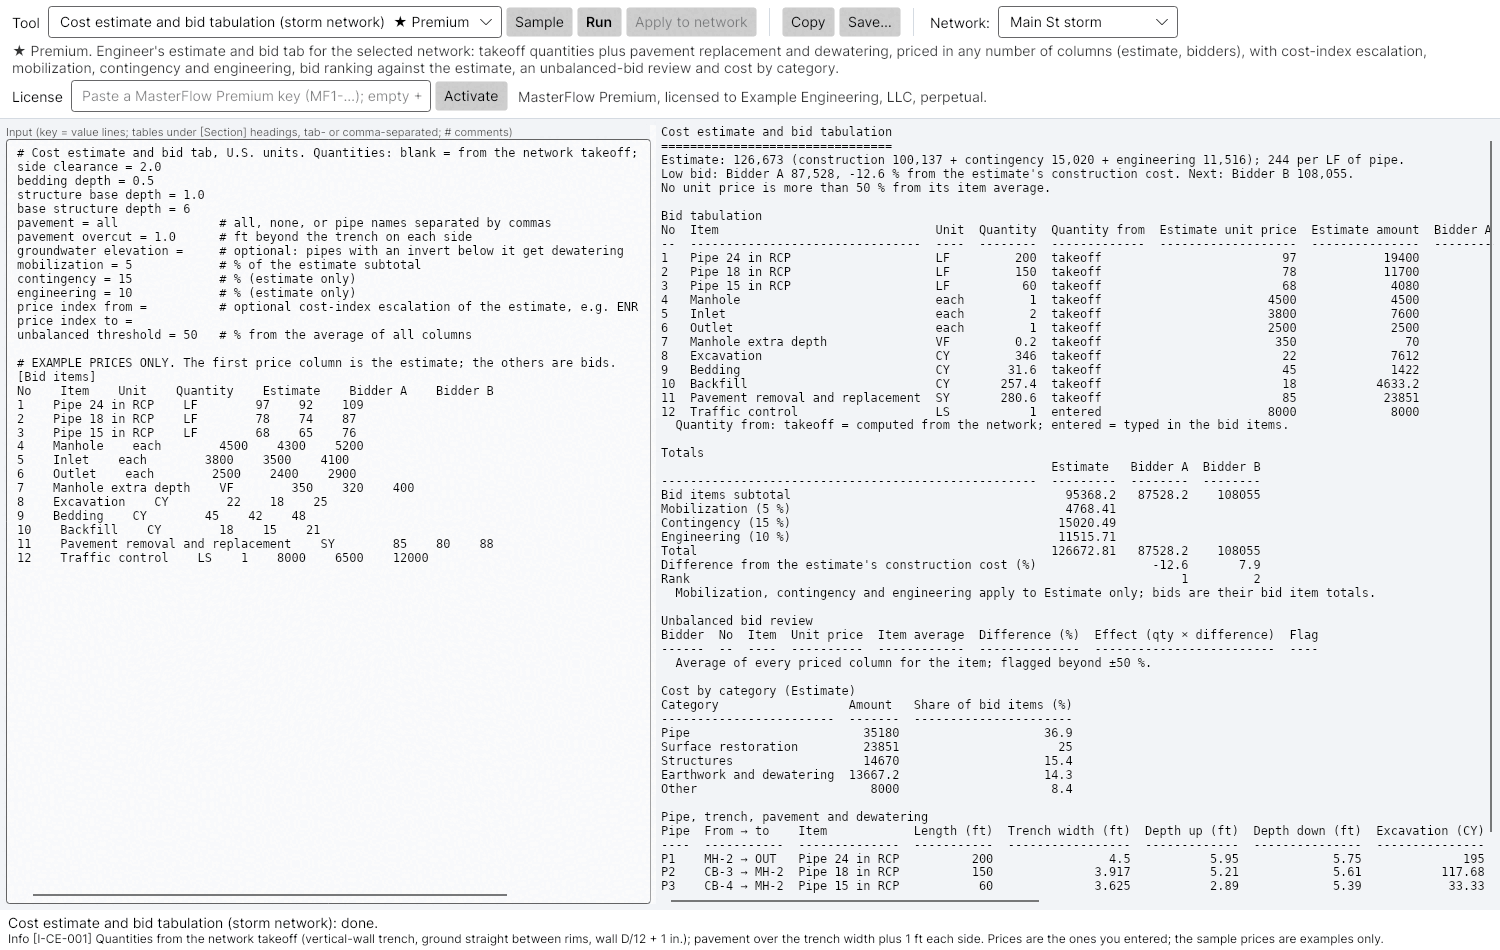 Tool Cost estimate and bid tabulation (storm network) ★ Premium Sample Run Apply to network Copy Save... Network: Main St storm
★ Premium. Engineer's estimate and bid tab for the selected network: takeoff quantities plus pavement replacement and dewatering, priced in any number of columns (estimate, bidders), with cost-index escalation,
mobilization, contingency and engineering, bid ranking against the estimate, an unbalanced-bid review and cost by category.
License Paste a MasterFlow Premium key (MF1-...); empty + Activate MasterFlow Premium, licensed to Example Engineering, LLC, perpetual.
Input (key = value lines; tables under [Section] headings, tab- or comma-separated; # comments)
# Cost estimate and bid tab, U.S. units. Quantities: blank = from the network takeoff;
side clearance = 2.0
bedding depth = 0.5
structure base depth = 1.0
base structure depth = 6
pavement = all # all, none, or pipe names separated by commas
pavement overcut = 1.0 # ft beyond the trench on each side
groundwater elevation = # optional: pipes with an invert below it get dewatering
mobilization = 5 # % of the estimate subtotal
contingency = 15 # % (estimate only)
engineering = 10 # % (estimate only)
price index from = # optional cost-index escalation of the estimate, e.g. ENR
price index to =
unbalanced threshold = 50 # % from the average of all columns
# EXAMPLE PRICES ONLY. The first price column is the estimate; the others are bids.
[Bid items]
No Item Unit Quantity Estimate Bidder A Bidder B
1 Pipe 24 in RCP LF 97 92 109
2 Pipe 18 in RCP LF 78 74 87
3 Pipe 15 in RCP LF 68 65 76
4 Manhole each 4500 4300 5200
5 Inlet each 3800 3500 4100
6 Outlet each 2500 2400 2900
7 Manhole extra depth VF 350 320 400
8 Excavation CY 22 18 25
9 Bedding CY 45 42 48
10 Backfill CY 18 15 21
11 Pavement removal and replacement SY 85 80 88
12 Traffic control LS 1 8000 6500 12000
Cost estimate and bid tabulation
================================
Estimate: 126,673 (construction 100,137 + contingency 15,020 + engineering 11,516); 244 per LF of pipe.
Low bid: Bidder A 87,528, -12.6 % from the estimate's construction cost. Next: Bidder B 108,055.
No unit price is more than 50 % from its item average.
Bid tabulation
No Item Unit Quantity Quantity from Estimate unit price Estimate amount Bidder A
1 Pipe 24 in RCP LF 200 takeoff 97 19400
2 Pipe 18 in RCP LF 150 takeoff 78 11700
3 Pipe 15 in RCP LF 60 takeoff 68 4080
4 Manhole each 1 takeoff 4500 4500
5 Inlet each 2 takeoff 3800 7600
6 Outlet each 1 takeoff 2500 2500
7 Manhole extra depth VF 0.2 takeoff 350 70
8 Excavation CY 346 takeoff 22 7612
9 Bedding CY 31.6 takeoff 45 1422
10 Backfill CY 257.4 takeoff 18 4633.2
11 Pavement removal and replacement SY 280.6 takeoff 85 23851
12 Traffic control LS 1 entered 8000 8000
Quantity from: takeoff = computed from the network; entered = typed in the bid items.
Totals
Estimate Bidder A Bidder B
Bid items subtotal 95368.2 87528.2 108055
Mobilization (5 %) 4768.41
Contingency (15 %) 15020.49
Engineering (10 %) 11515.71
Total 126672.81 87528.2 108055
Difference from the estimate's construction cost (%) -12.6 7.9
Rank 1 2
Mobilization, contingency and engineering apply to Estimate only; bids are their bid item totals.
Unbalanced bid review
Bidder No Item Unit price Item average Difference (%) Effect (qty × difference) Flag
Average of every priced column for the item; flagged beyond ±50 %.
Cost by category (Estimate)
Category Amount Share of bid items (%)
Pipe 35180 36.9
Surface restoration 23851 25
Structures 14670 15.4
Earthwork and dewatering 13667.2 14.3
Other 8000 8.4
Pipe, trench, pavement and dewatering
Pipe From → to Item Length (ft) Trench width (ft) Depth up (ft) Depth down (ft) Excavation (CY)
P1 MH-2 → OUT Pipe 24 in RCP 200 4.5 5.95 5.75 195
P2 CB-3 → MH-2 Pipe 18 in RCP 150 3.917 5.21 5.61 117.68
P3 CB-4 → MH-2 Pipe 15 in RCP 60 3.625 2.89 5.39 33.33
Cost estimate and bid tabulation (storm network): done.
Info [I-CE-001] Quantities from the network takeoff (vertical-wall trench, ground straight between rims, wall D/12 + 1 in.); pavement over the trench width plus 1 ft each side. Prices are the ones you entered; the sample prices are examples only.